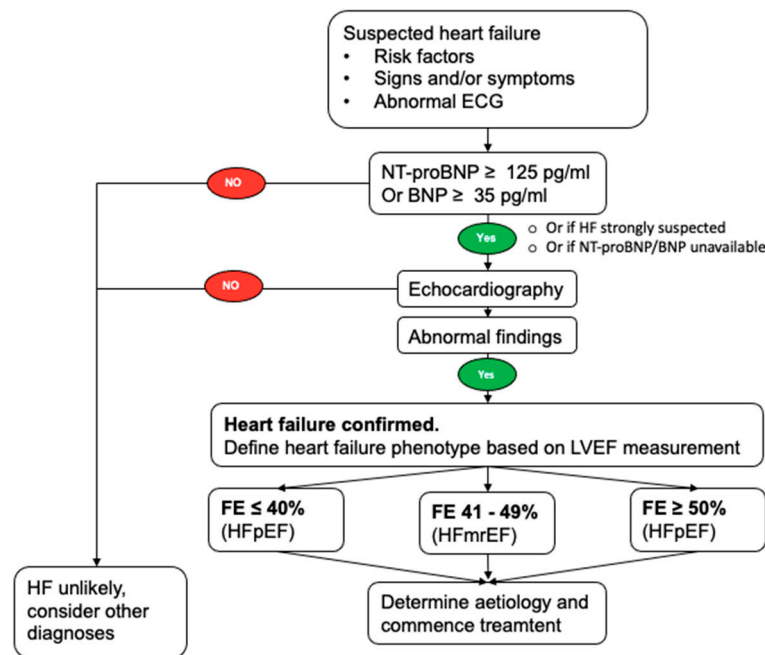 Suspected heart failure
• Risk factors
• Signs and/or symptoms
• Abnormal ECG
NO
NT-proBNP ≥ 125 pg/ml
Or BNP ≥ 35 pg/ml
Yes
o Or if HF strongly suspected
o Or if NT-proBNP/BNP unavailable
NO
Echocardiography
Abnormal findings
Yes
Heart failure confirmed.
Define heart failure phenotype based on LVEF measurement
FE ≤ 40%
(HFpEF)
FE 41 - 49%
(HFmrEF)
FE ≥ 50%
(HFpEF)
HF unlikely,
consider other
diagnoses
Determine aetiology and
commence treamtent